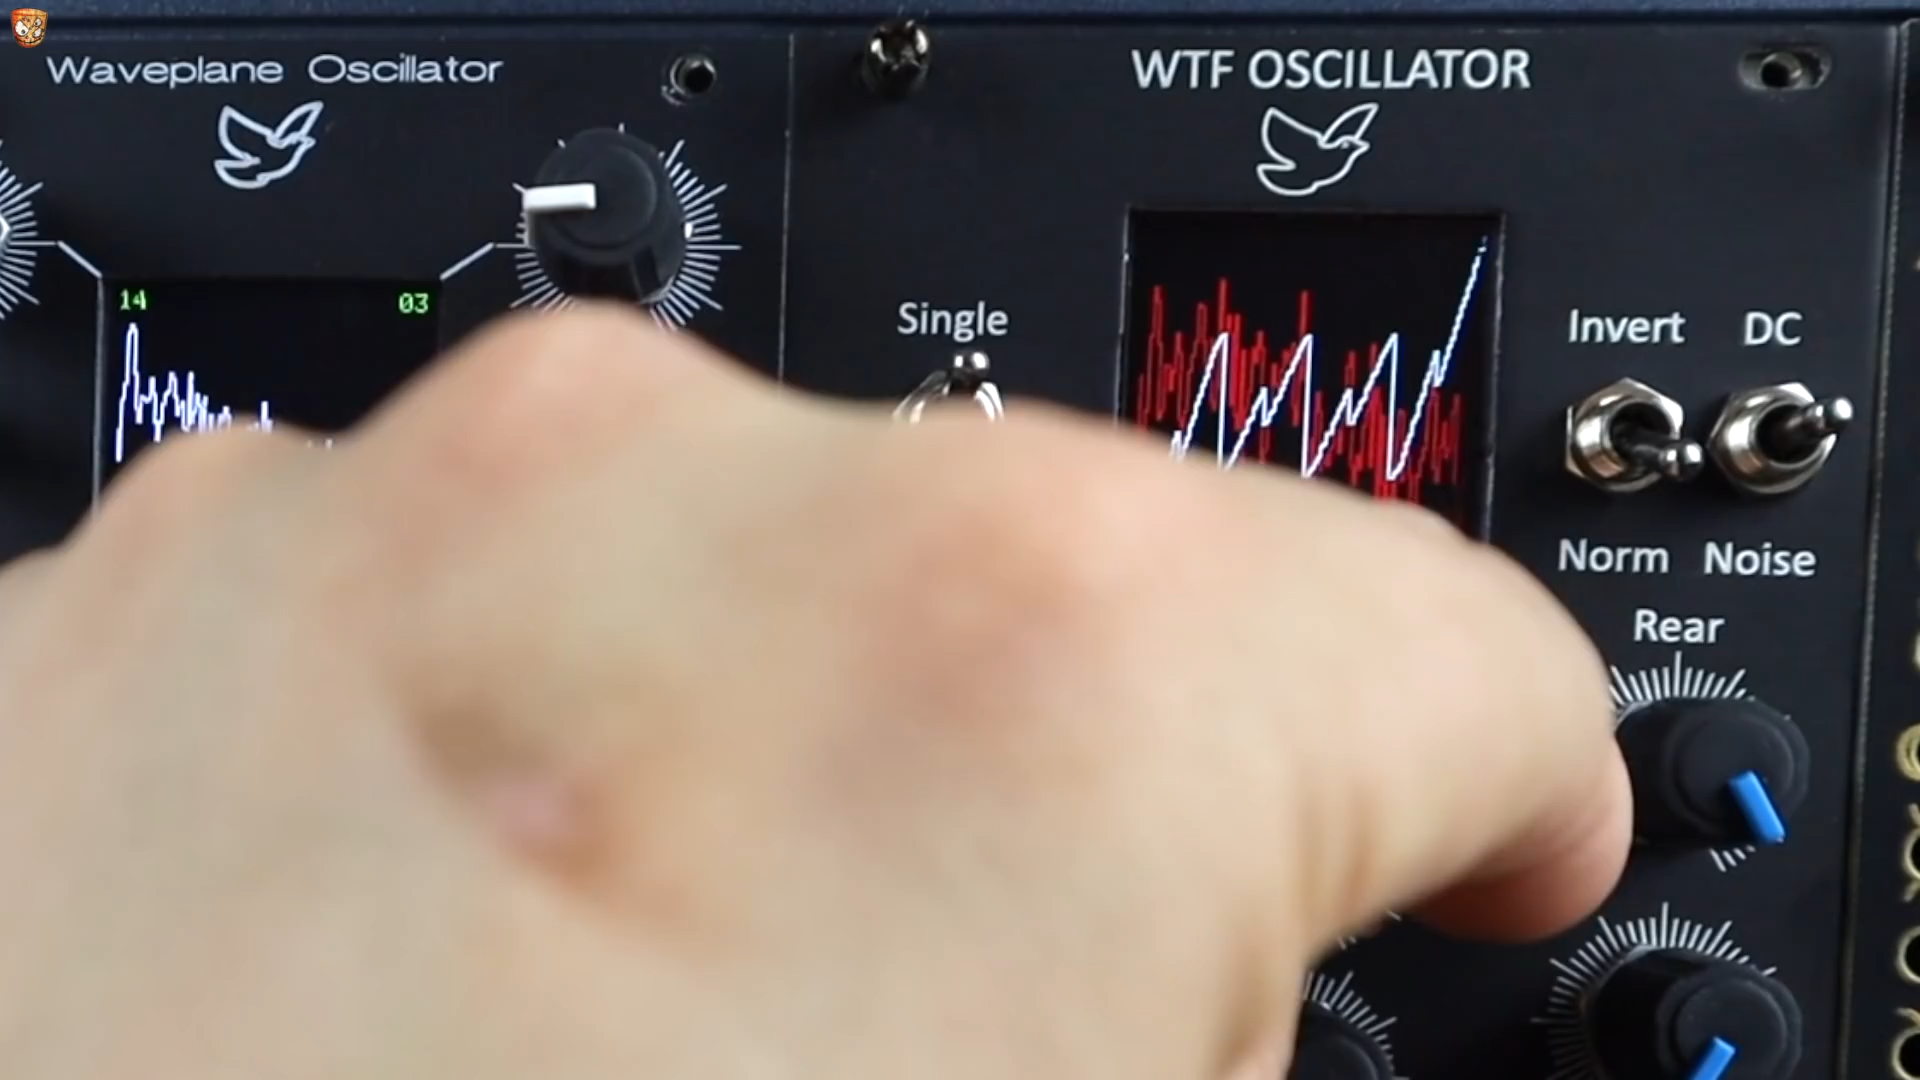 Waveplane Oscillator
WTF OSCILLATOR
14 03
Single
Invert DC
Norm Noise
Rear